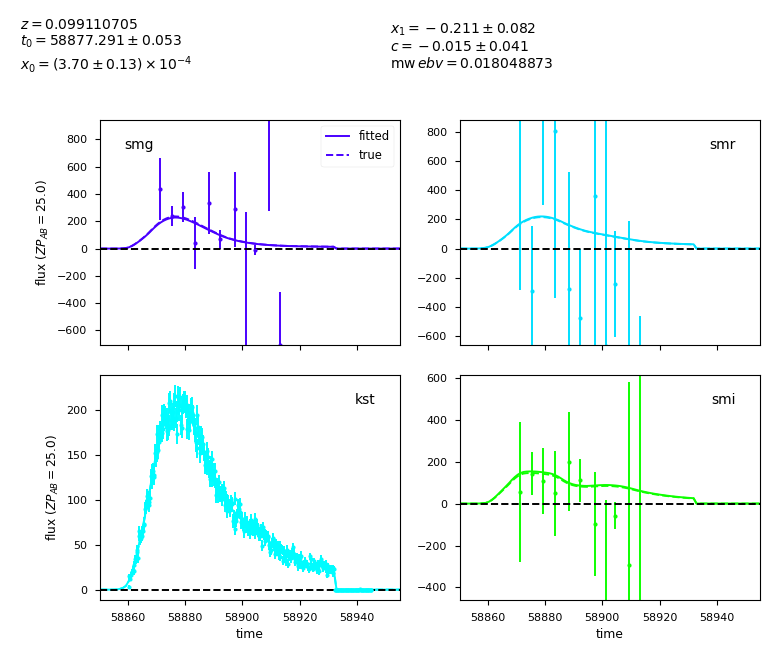 z = 0.099110705
t₀ = 58877.291 ± 0.053
x₀ = (3.70 ± 0.13) × 10⁻⁴
x₁ = −0.211 ± 0.082
c = −0.015 ± 0.041
mw ebv = 0.018048873
smg
fitted
true
flux (ZP_AB = 25.0)
800
600
400
200
0
−200
−400
−600
smr
800
600
400
200
0
−200
−400
−600
kst
flux (ZP_AB = 25.0)
200
150
100
50
0
58860 58880 58900 58920 58940
time
smi
600
400
200
0
−200
−400
58860 58880 58900 58920 58940
time